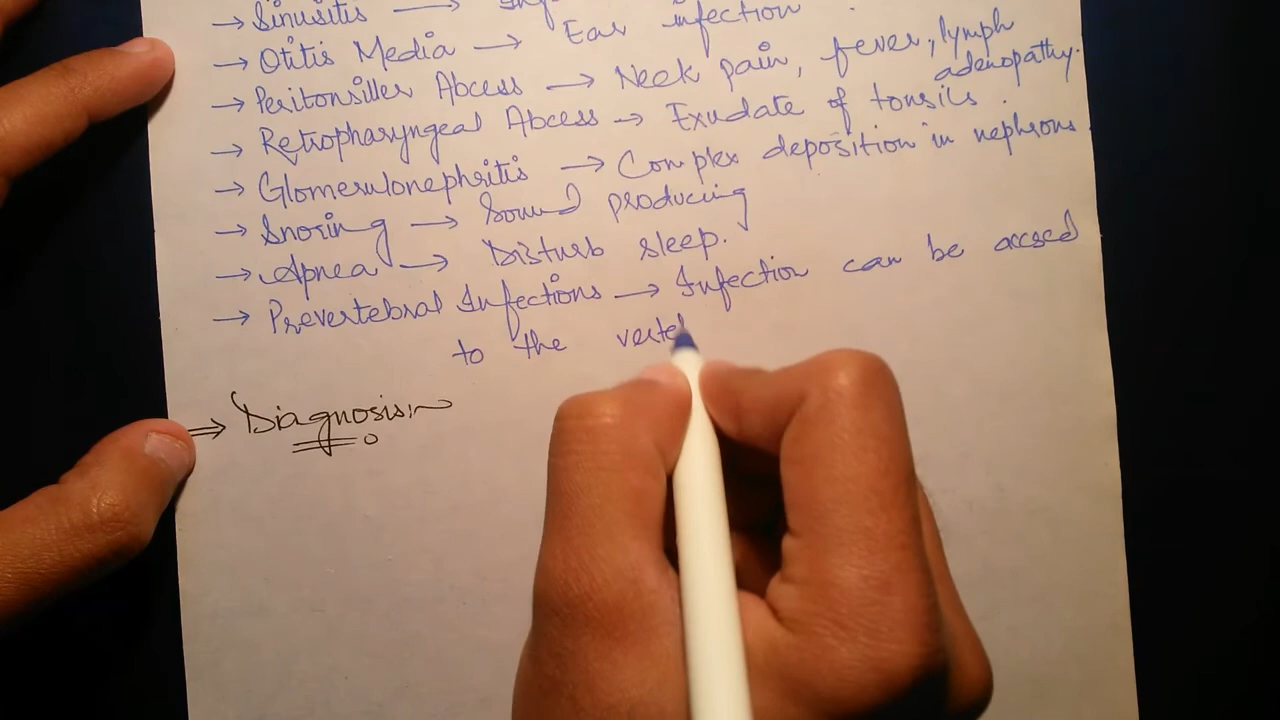 → Sinusitis →
→ Otitis Media → Ear infection
→ Peritonsiller Abcess → Neck pain, fever, lymph adenopathy.
→ Retropharyngeal Abcess → Exudate of tonsils.
→ Glomerulonephritis → Complex deposition in nephrons
→ Snoring → Sound producing
→ Apnea → Disturb sleep.
→ Prevertebral Infections → Infection can be accsed
to the verte
⇒ Diagnosis:~